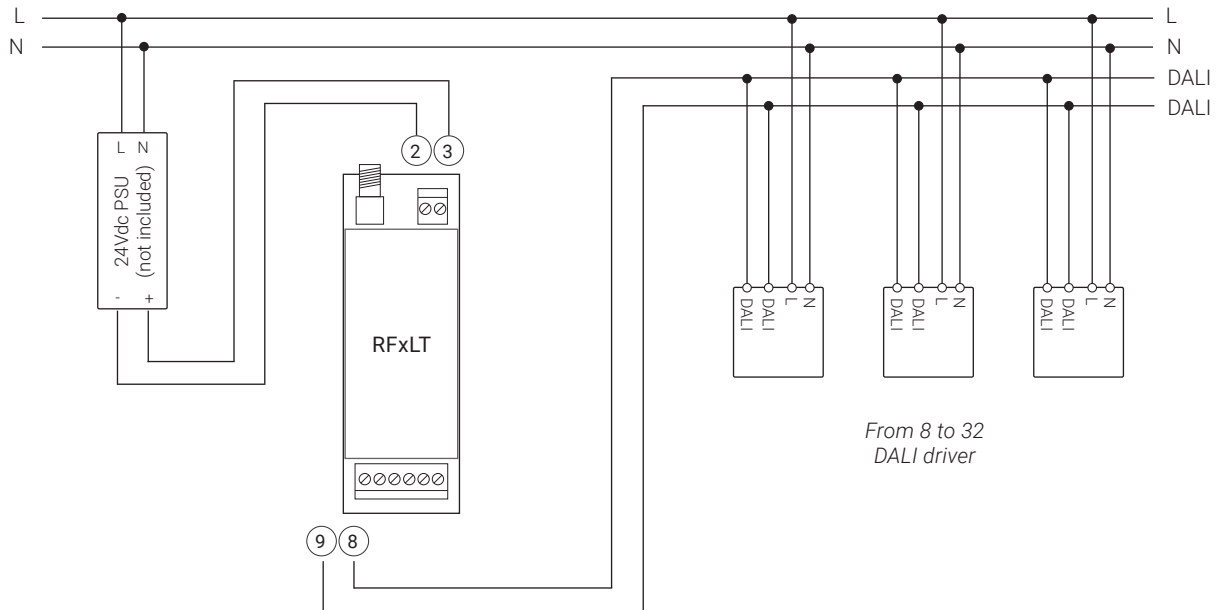 L
L
N
N
DALI
DALI
L N
24Vdc PSU
(not included)
- +
2 3
RFxLT
DALI DALI L N
DALI DALI L N
DALI DALI L N
From 8 to 32
DALI driver
9 8